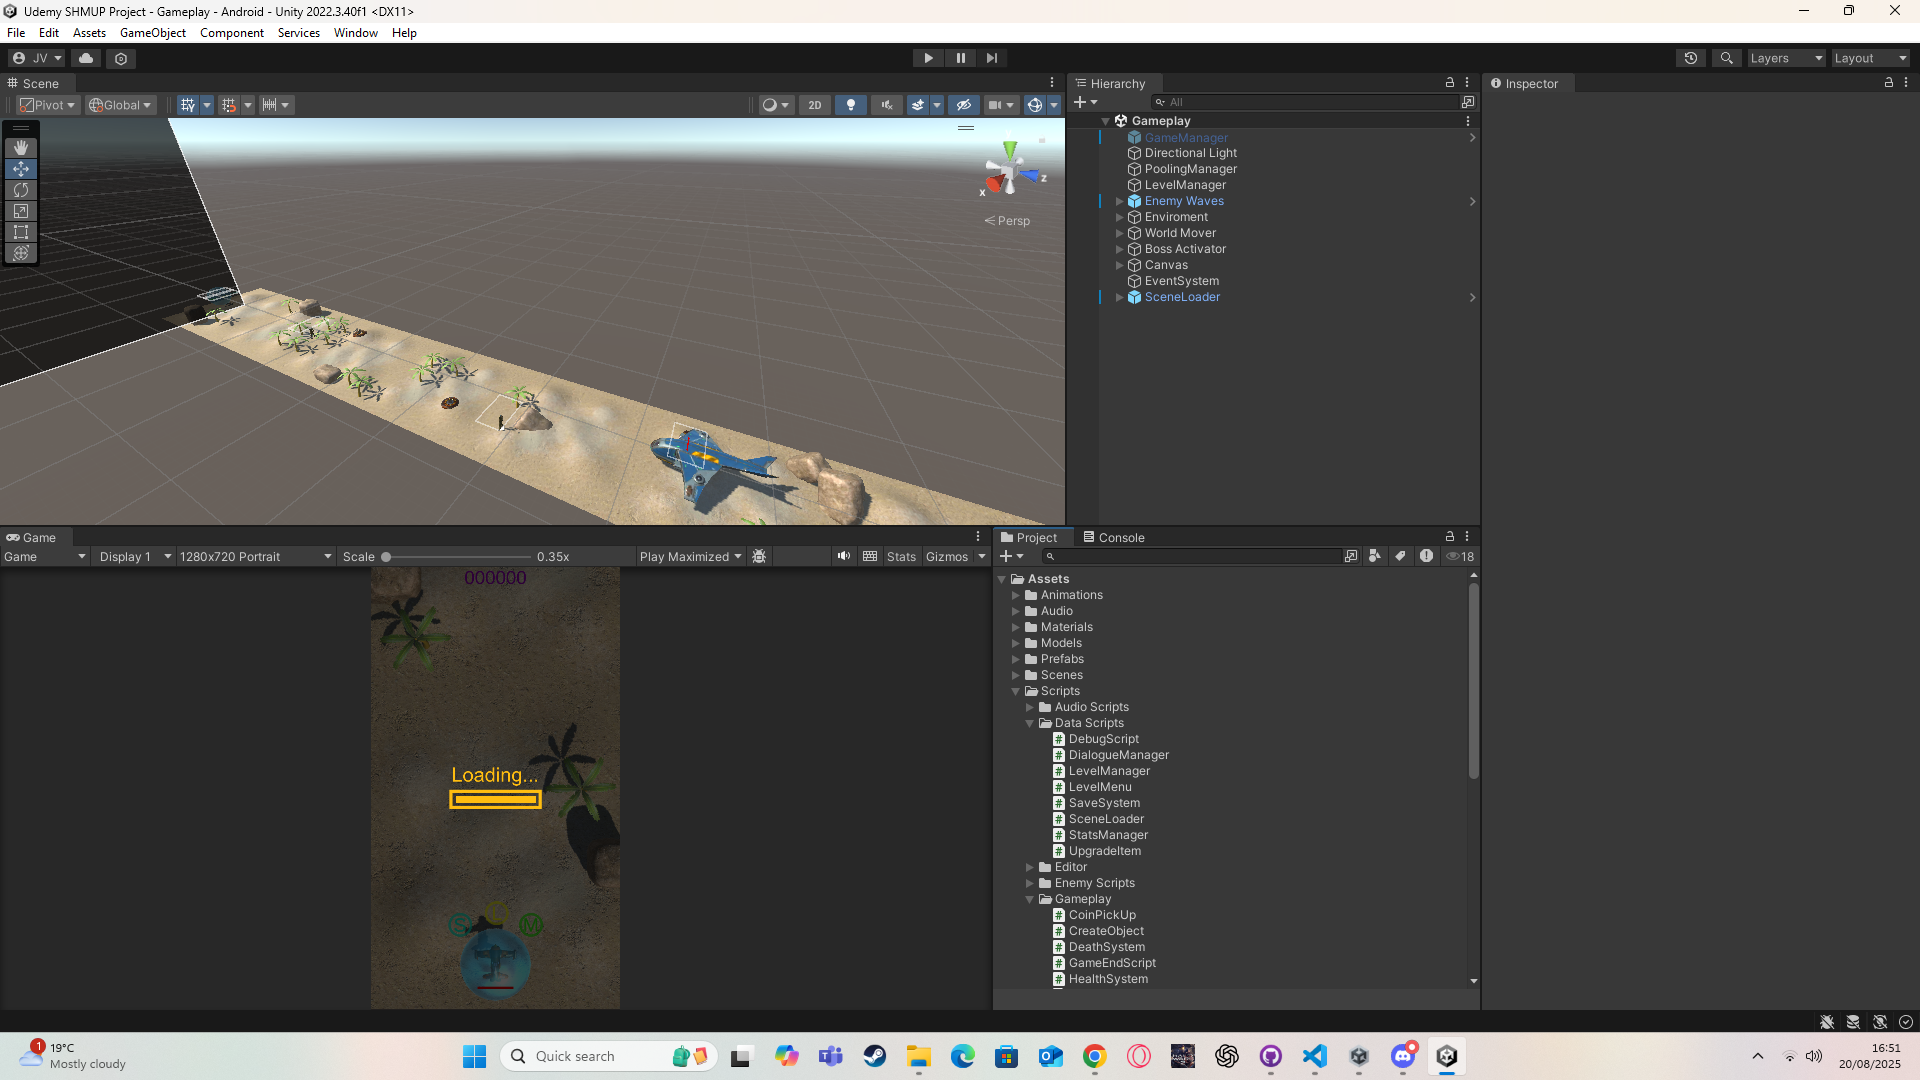 Udemy SHMUP Project - Gameplay - Android - Unity 2022.3.40f1 <DX11>
File Edit Assets GameObject Component Services Window Help
JV Layers Layout
Scene
Pivot Global 2D
x z
Persp
Hierarchy
All
Gameplay
GameManager
Directional Light
PoolingManager
LevelManager
Enemy Waves
Enviroment
World Mover
Boss Activator
Canvas
EventSystem
SceneLoader
Inspector
Game
Game Display 1 1280x720 Portrait Scale 0.35x Play Maximized Stats Gizmos
000000
Loading...
S L M
Project Console
18
Assets
Animations
Audio
Materials
Models
Prefabs
Scenes
Scripts
Audio Scripts
Data Scripts
DebugScript
DialogueManager
LevelManager
LevelMenu
SaveSystem
SceneLoader
StatsManager
UpgradeItem
Editor
Enemy Scripts
Gameplay
CoinPickUp
CreateObject
DeathSystem
GameEndScript
HealthSystem
1
19°C
Mostly cloudy
Quick search
16:51
20/08/2025